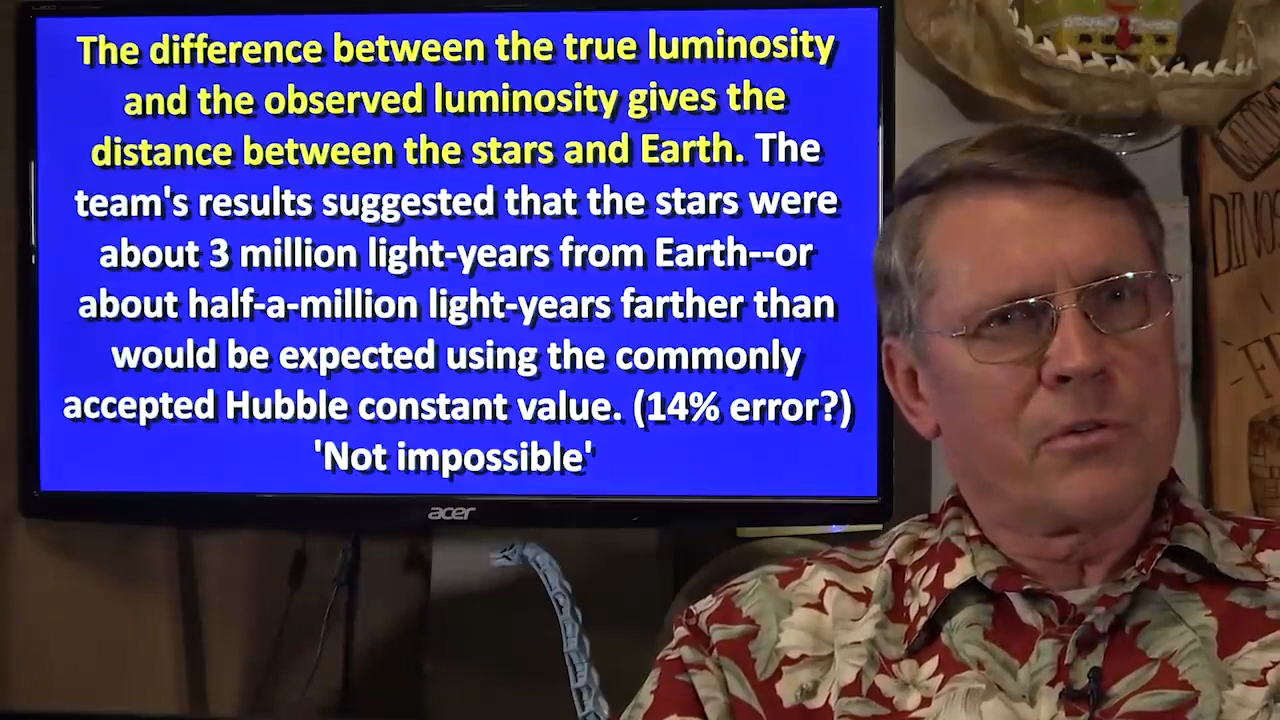 The difference between the true luminosity
and the observed luminosity gives the
distance between the stars and Earth. The
team's results suggested that the stars were
about 3 million light-years from Earth--or
about half-a-million light-years farther than
would be expected using the commonly
accepted Hubble constant value. (14% error?)
'Not impossible'
acer